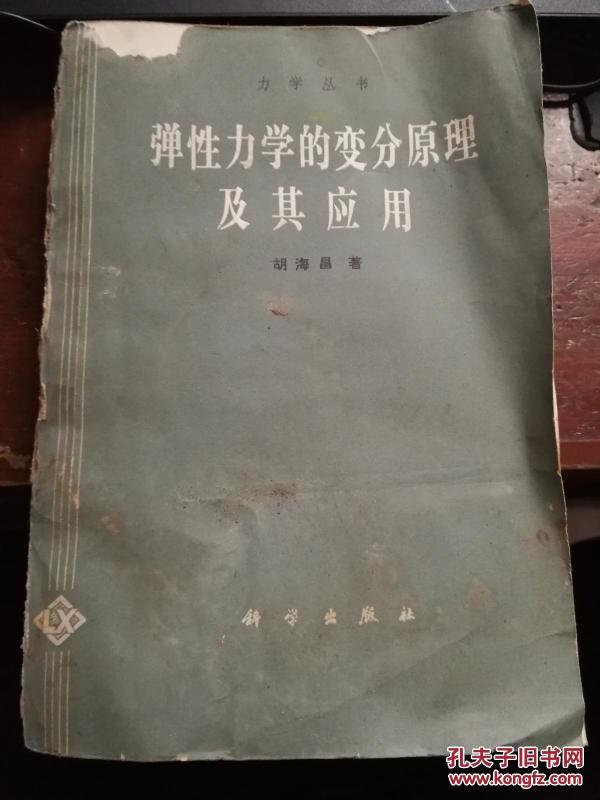 力学丛书
弹性力学的变分原理
及其应用
胡海昌 著
LX
科学出版社
孔夫子旧书网
www.kongfz.com